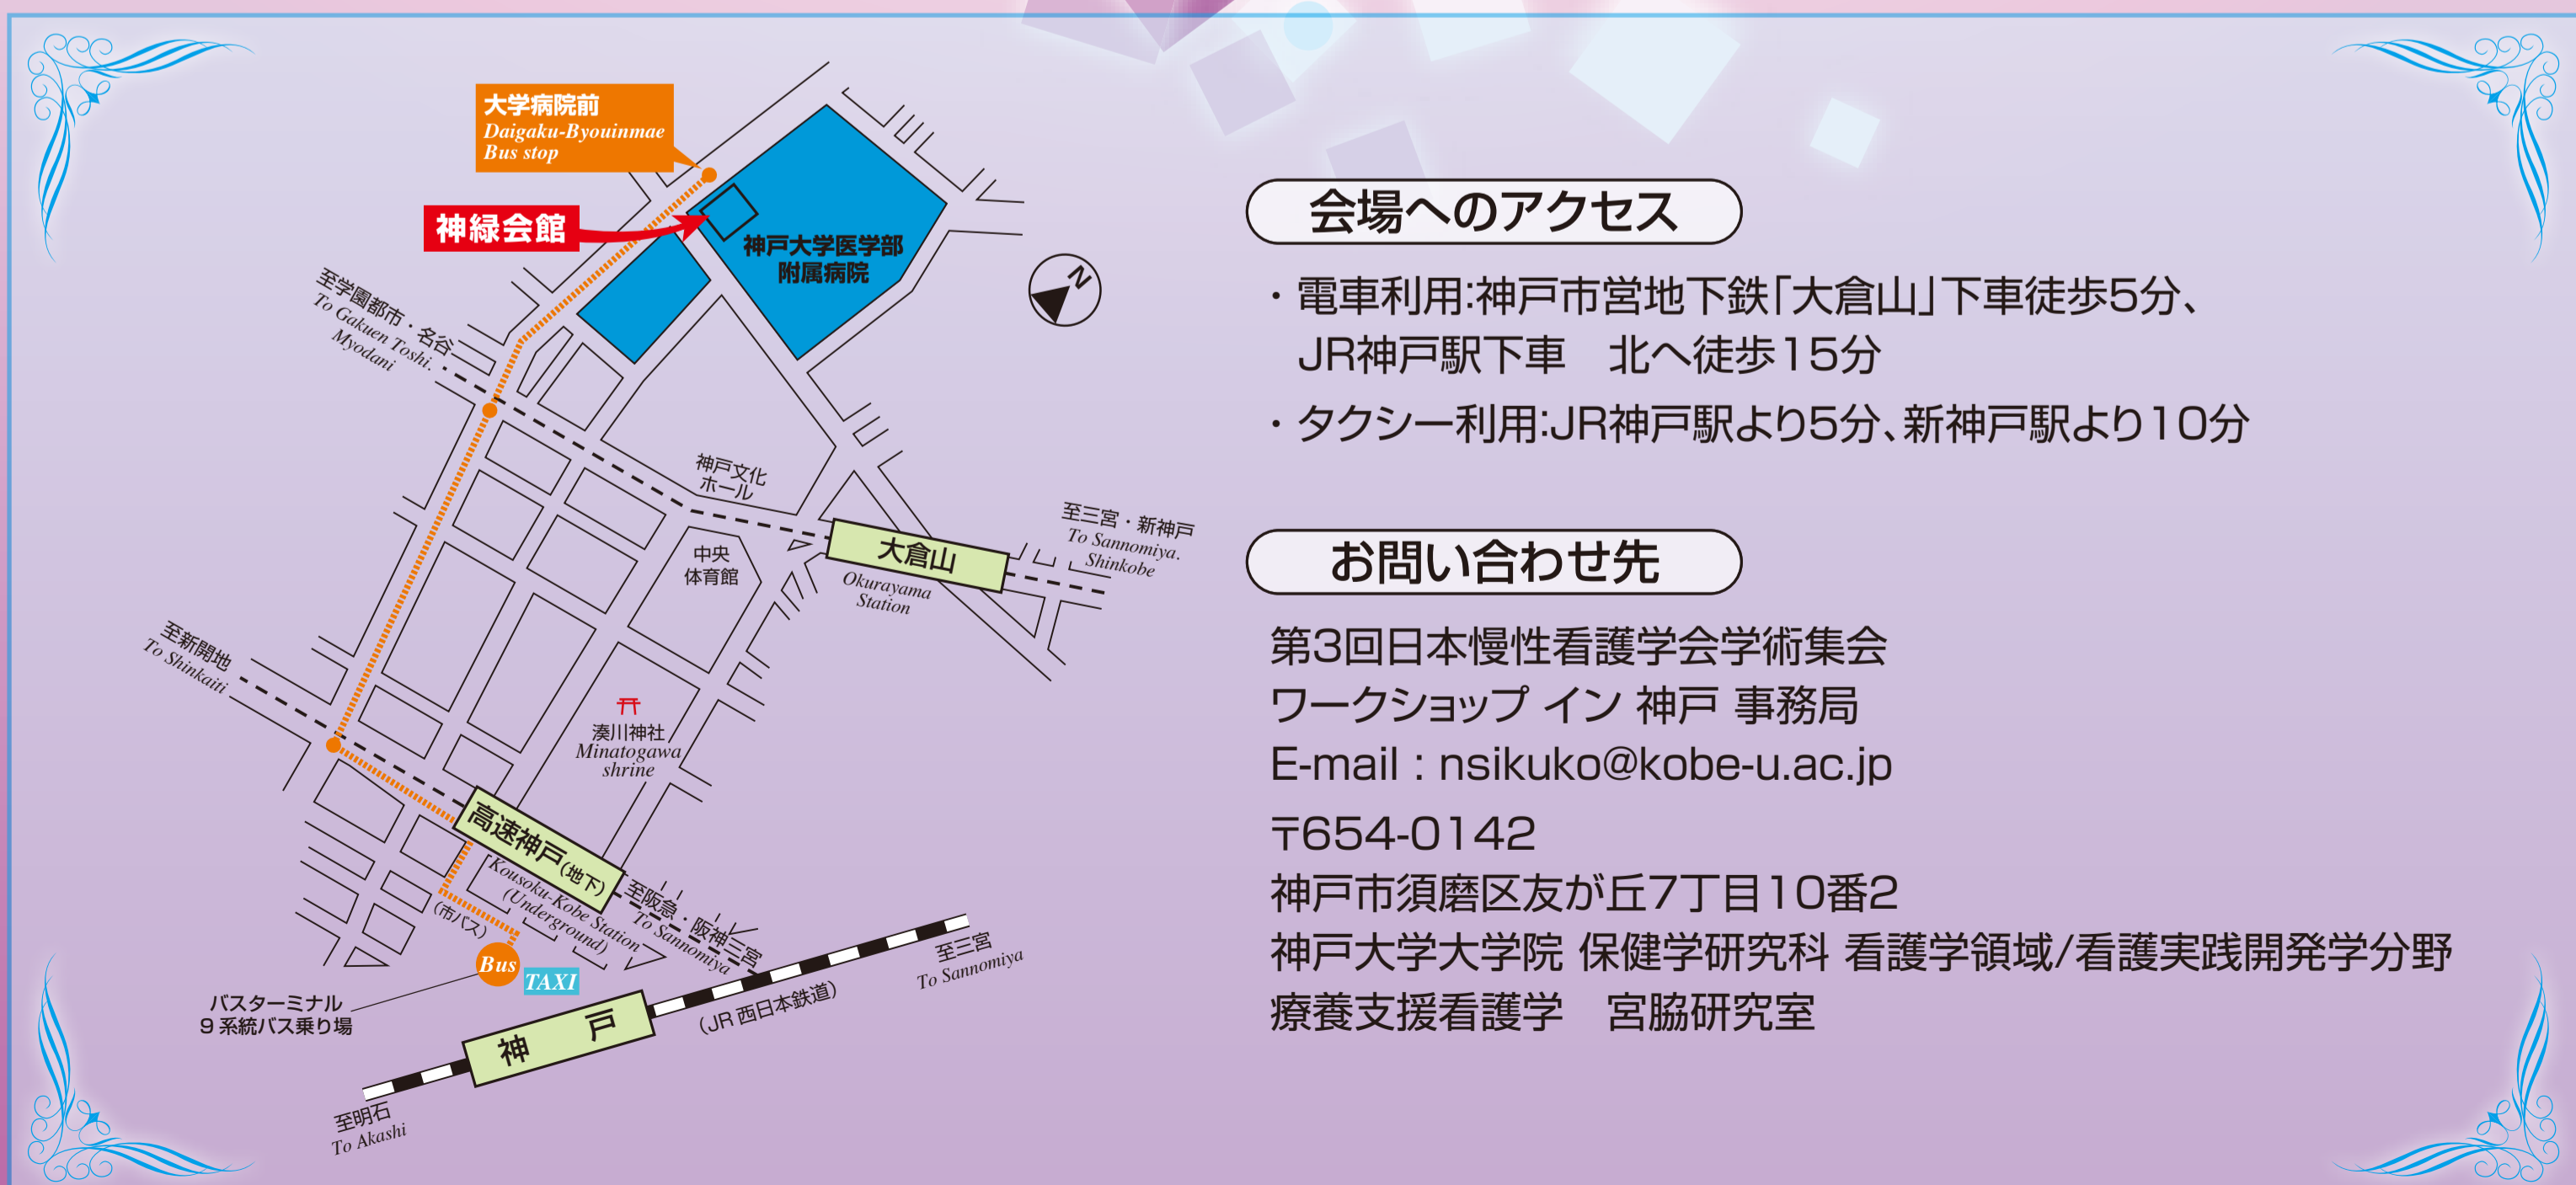 大学病院前
Daigaku-Byouinmae
Bus stop
神緑会館
神戸大学医学部
附属病院
N
至学園都市・名谷
To Gakuen Toshi.
Myodani
神戸文化
ホール
中央
体育館
大倉山
Okurayama
Station
至三宮・新神戸
To Sannomiya.
Shinkobe
至新開地
To Shinkaiti
湊川神社
Minatogawa
shrine
高速神戸(地下)
Kousoku-Kobe Station
(Underground)
至阪急・阪神三宮
To Sannomiya
(市バス)
Bus
TAXI
バスターミナル
9系統バス乗り場
至三宮
To Sannomiya
(JR西日本鉄道)
神 戸
至明石
To Akashi
会場へのアクセス
・電車利用:神戸市営地下鉄「大倉山」下車徒歩5分、
JR神戸駅下車 北へ徒歩15分
・タクシー利用:JR神戸駅より5分、新神戸駅より10分
お問い合わせ先
第3回日本慢性看護学会学術集会
ワークショップ イン 神戸 事務局
E-mail : nsikuko@kobe-u.ac.jp
〒654-0142
神戸市須磨区友が丘7丁目10番2
神戸大学大学院 保健学研究科 看護学領域/看護実践開発学分野
療養支援看護学 宮脇研究室